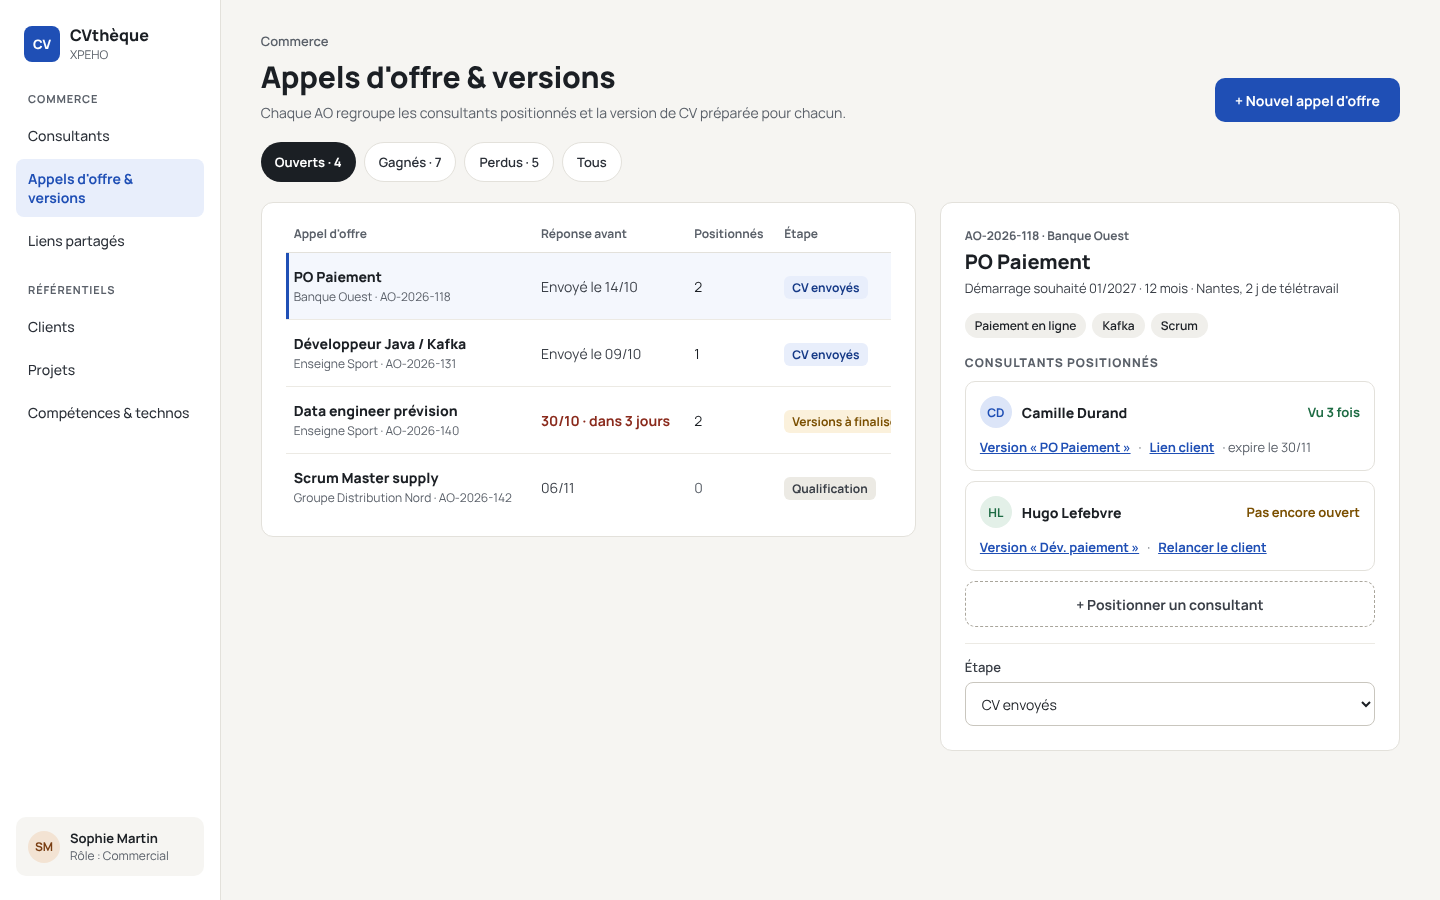 CV
CVthèque
XPEHO
COMMERCE
Consultants
Appels d'offre &
versions
Liens partagés
RÉFÉRENTIELS
Clients
Projets
Compétences & technos
SM
Sophie Martin
Rôle : Commercial
Commerce
Appels d'offre & versions
Chaque AO regroupe les consultants positionnés et la version de CV préparée pour chacun.
+ Nouvel appel d'offre
Ouverts · 4
Gagnés · 7
Perdus · 5
Tous
Appel d'offre Réponse avant Positionnés Étape
PO Paiement
Banque Ouest · AO-2026-118
Envoyé le 14/10
2
CV envoyés
Développeur Java / Kafka
Enseigne Sport · AO-2026-131
Envoyé le 09/10
1
CV envoyés
Data engineer prévision
Enseigne Sport · AO-2026-140
30/10 · dans 3 jours
2
Versions à finalis
Scrum Master supply
Groupe Distribution Nord · AO-2026-142
06/11
0
Qualification
AO-2026-118 · Banque Ouest
PO Paiement
Démarrage souhaité 01/2027 · 12 mois · Nantes, 2 j de télétravail
Paiement en ligne
Kafka
Scrum
CONSULTANTS POSITIONNÉS
CD
Camille Durand
Vu 3 fois
Version « PO Paiement » · Lien client · expire le 30/11
HL
Hugo Lefebvre
Pas encore ouvert
Version « Dév. paiement » · Relancer le client
+ Positionner un consultant
Étape
CV envoyés